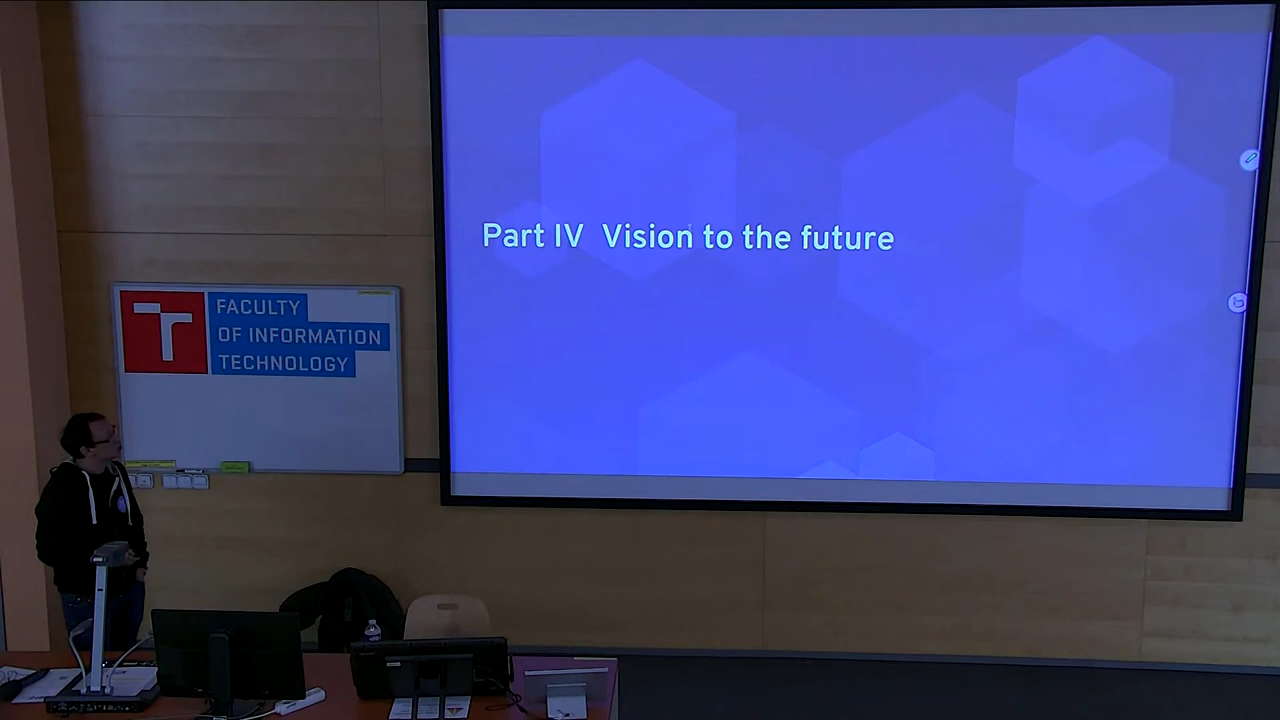 Part IV Vision to the future
FACULTY
OF INFORMATION
TECHNOLOGY